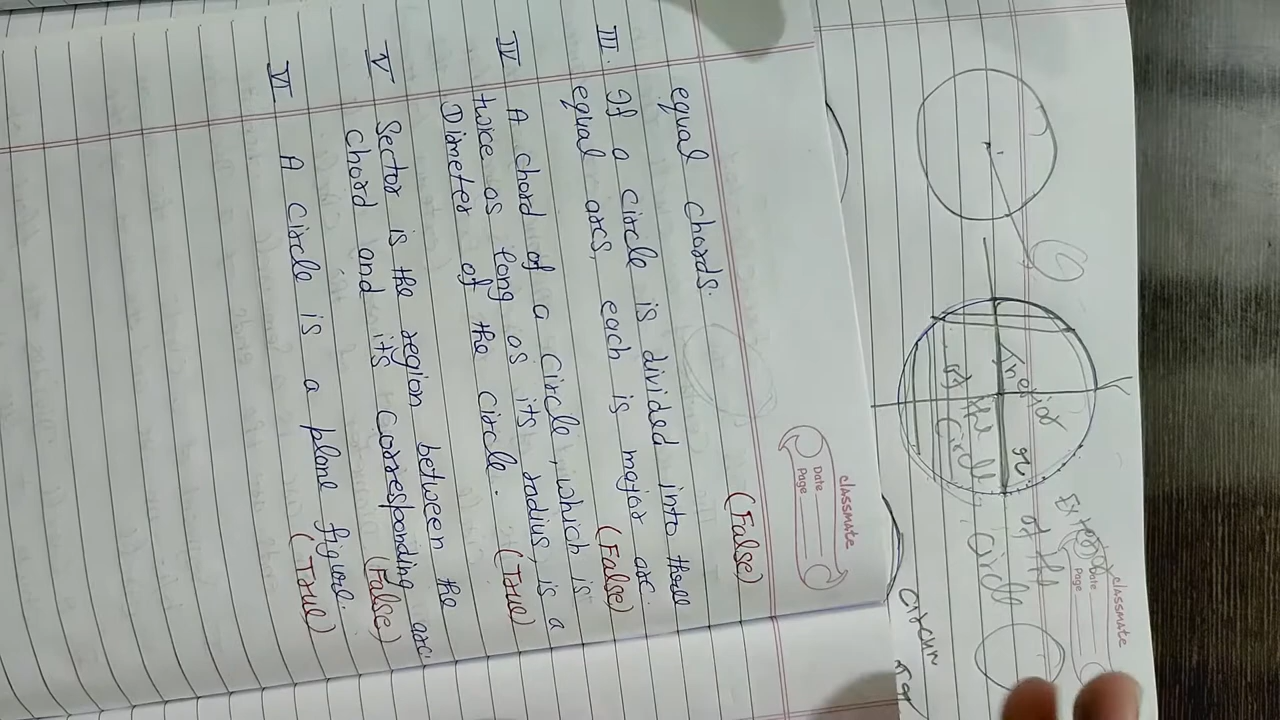 classmate
Date
Page
equal chords.
(False)
III. If a circle is divided into three
equal arcs, each is major arc.
(False)
IV A chord of a circle, which is
twice as long as its radius, is a
Diameter of the circle. (True)
V Sector is the region between the
chord and its corresponding arc.
(False)
VI A circle is a plane figure.
(True)
classmate
Date
Page
Exterior
of the
circle
Inerior
of the
circle
circum